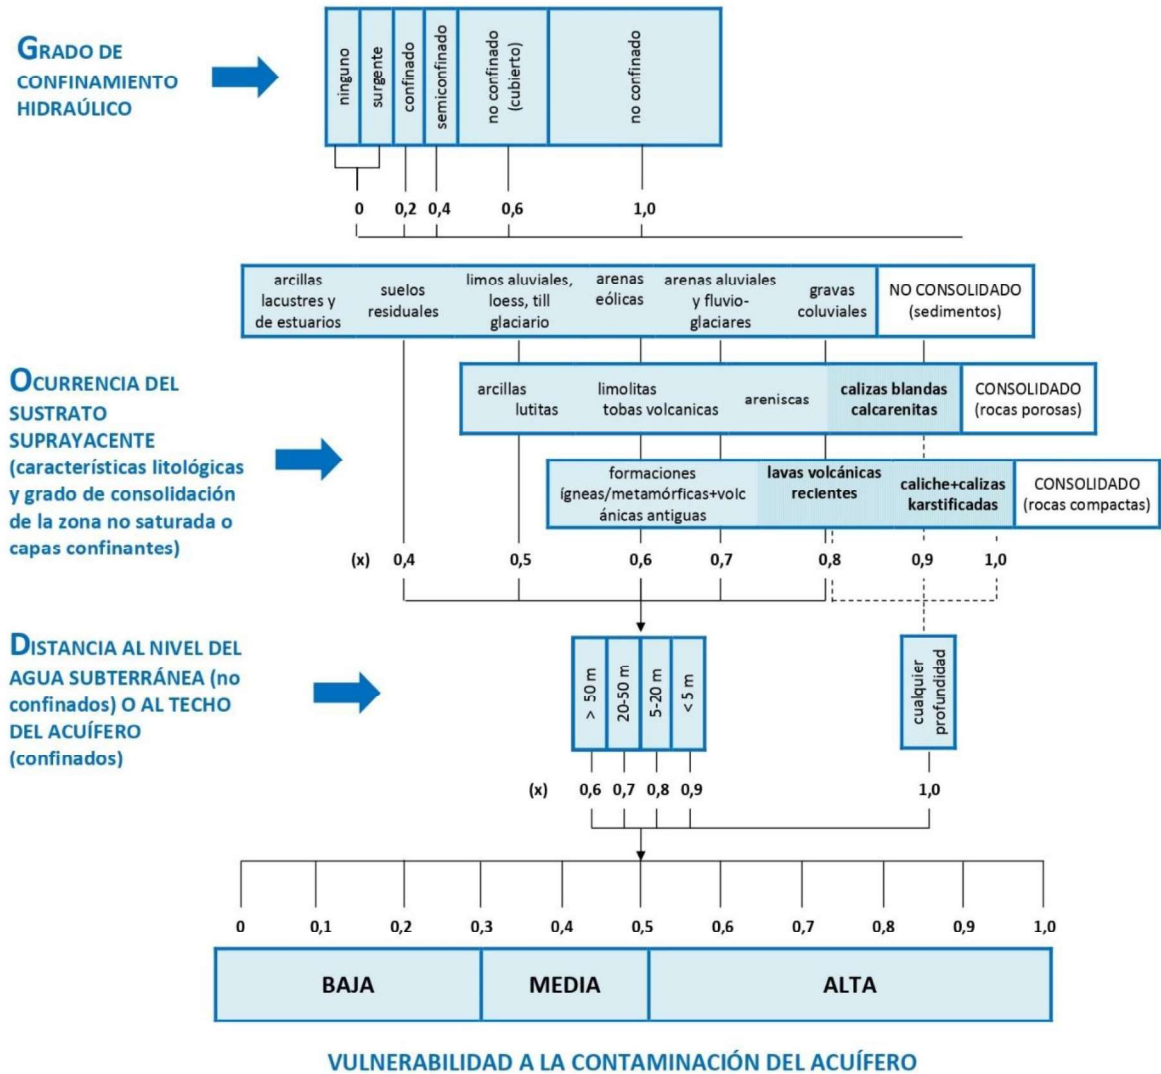 GRADO DE
CONFINAMIENTO
HIDRAÚLICO
ninguno
surgente
confinado
semiconfinado
no confinado
(cubierto)
no confinado
0 0,2 0,4 0,6 1,0
arcillas
lacustres y
de estuarios
suelos
residuales
limos aluviales,
loess, till
glaciario
arenas
eólicas
arenas aluviales
y fluvio-
glaciares
gravas
coluviales
NO CONSOLIDADO
(sedimentos)
OCURRENCIA DEL
SUSTRATO
SUPRAYACENTE
(características litológicas
y grado de consolidación
de la zona no saturada o
capas confinantes)
arcillas
lutitas
limolitas
tobas volcanicas
areniscas
calizas blandas
calcarenitas
CONSOLIDADO
(rocas porosas)
formaciones
ígneas/metamórficas+volc
ánicas antiguas
lavas volcánicas
recientes
caliche+calizas
karstificadas
CONSOLIDADO
(rocas compactas)
(x) 0,4 0,5 0,6 0,7 0,8 0,9 1,0
DISTANCIA AL NIVEL DEL
AGUA SUBTERRÁNEA (no
confinados) O AL TECHO
DEL ACUÍFERO
(confinados)
> 50 m
20-50 m
5-20 m
< 5 m
cualquier
profundidad
(x) 0,6 0,7 0,8 0,9 1,0
0 0,1 0,2 0,3 0,4 0,5 0,6 0,7 0,8 0,9 1,0
BAJA MEDIA ALTA
VULNERABILIDAD A LA CONTAMINACIÓN DEL ACUÍFERO